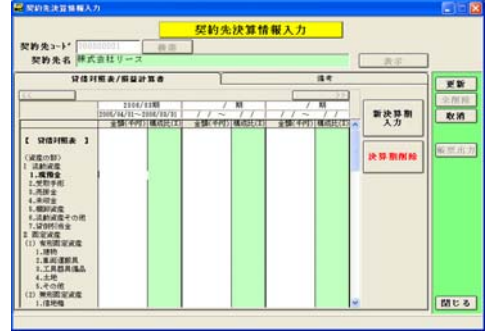 契約先決算情報入力
契約先決算情報入力
契約先コード 00000001 検索
契約先名 株式会社リース 表示
貸借対照表/損益計算書 備考
<< >>
2006/03期 / 期 / 期
2005/04/01～2006/03/31 / / ～ / / / / ～ / /
金額(千円) 構成比(%) 金額(千円) 構成比(%) 金額(千円) 構成比(%)
【 貸借対照表 】
(資産の部)
1 流動資産
1.現預金
2.受取手形
3.売掛金
4.未収金
5.棚卸資産
6.流動資産その他
7.貸倒引当金
2 固定資産
(1) 有形固定資産
1.建物
2.車両運搬具
3.工具器具備品
4.土地
5.その他
(2) 無形固定資産
1.借地権
新決算期
入力
決算期削除
更新
全削除
取消
帳票出力
閉じる